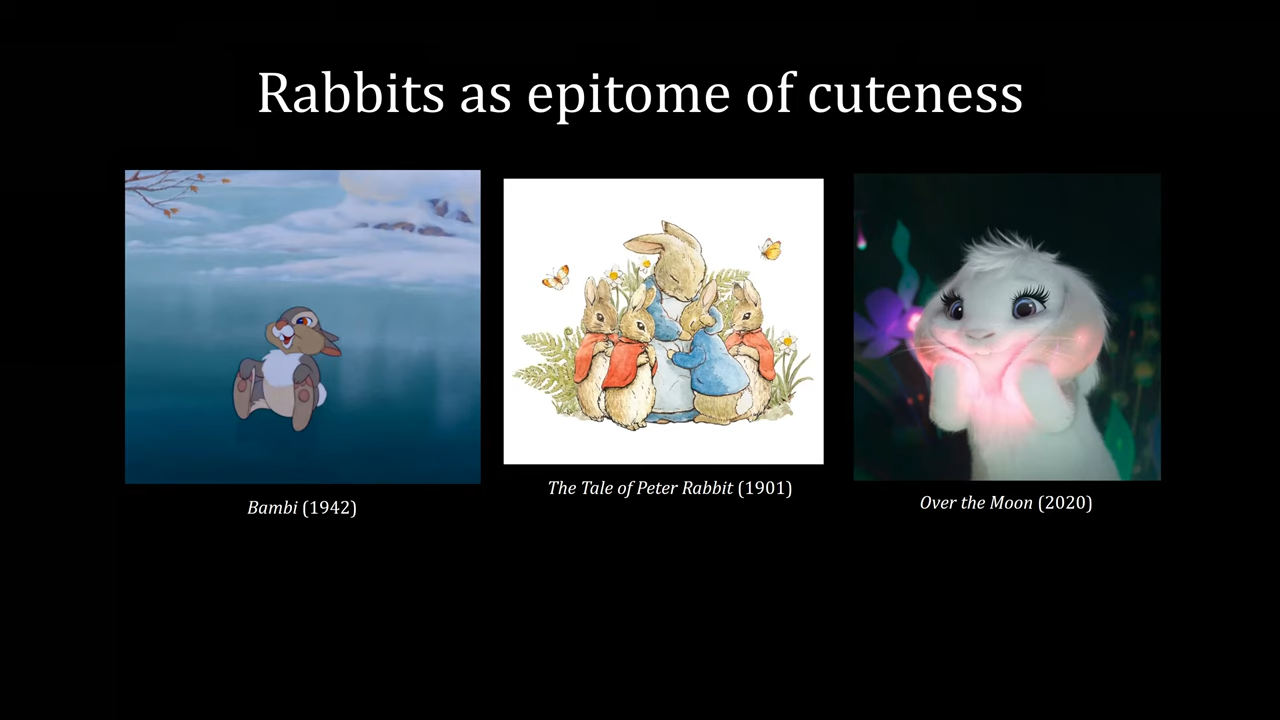 Rabbits as epitome of cuteness
Bambi (1942)
The Tale of Peter Rabbit (1901)
Over the Moon (2020)